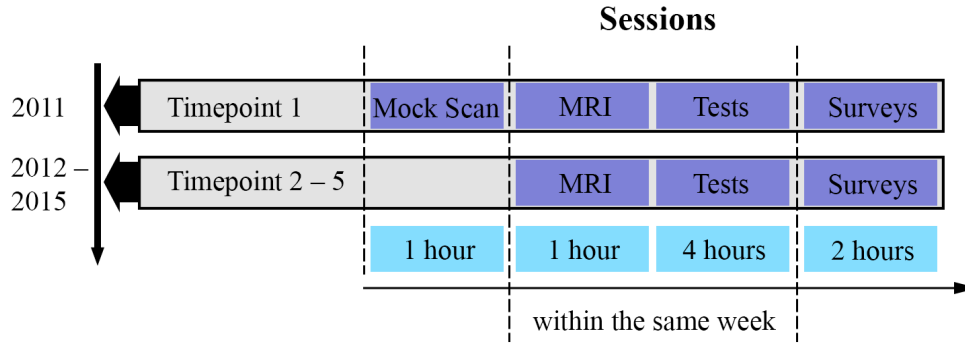 Sessions
2011
Timepoint 1
Mock Scan
MRI
Tests
Surveys
2012 –
2015
Timepoint 2 – 5
MRI
Tests
Surveys
1 hour
1 hour
4 hours
2 hours
within the same week